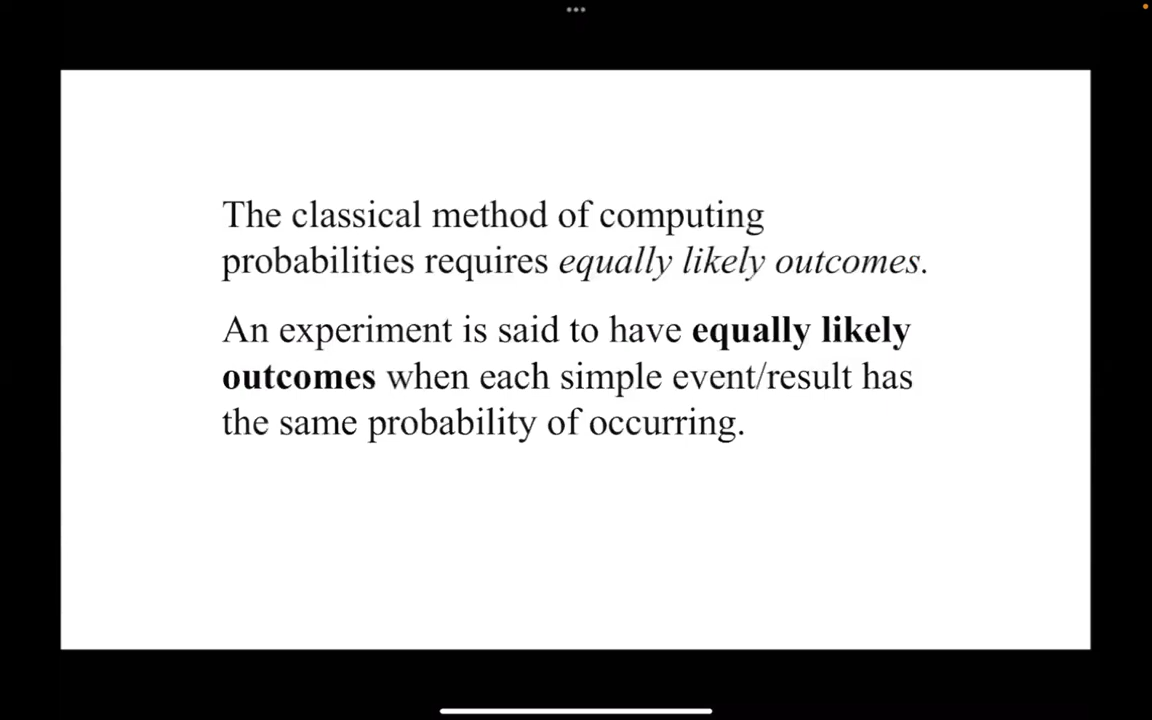 The classical method of computing
probabilities requires equally likely outcomes.
An experiment is said to have equally likely
outcomes when each simple event/result has
the same probability of occurring.